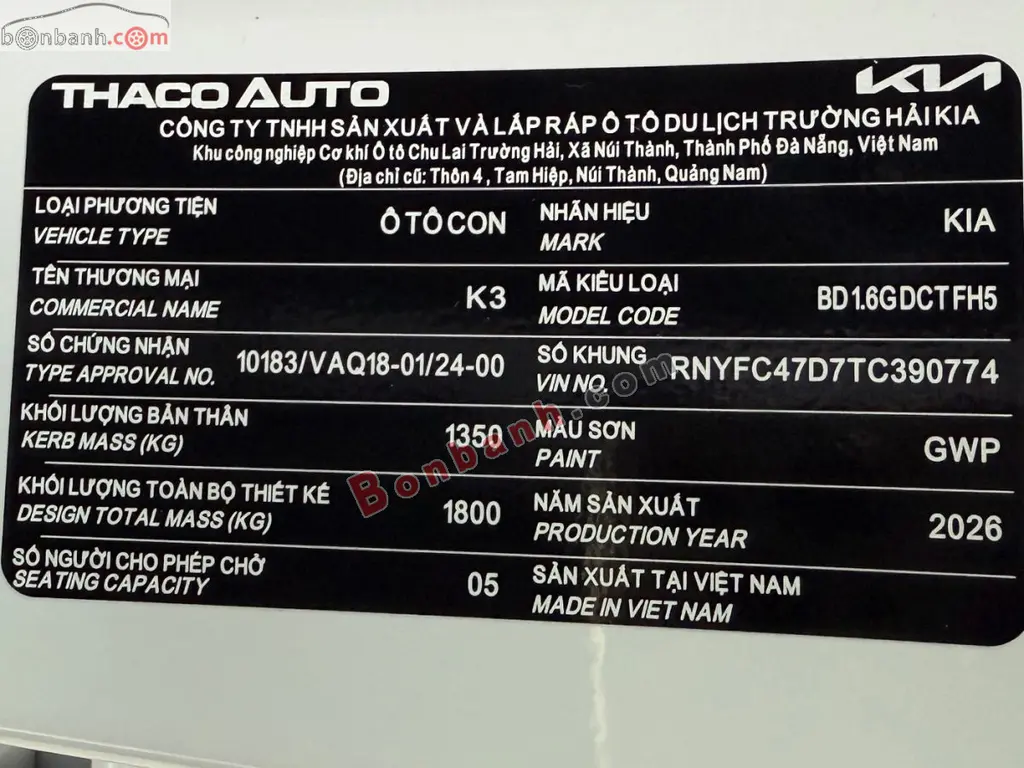 bonbanh.com
THACO AUTO
KIA
CÔNG TY TNHH SẢN XUẤT VÀ LẮP RÁP Ô TÔ DU LỊCH TRƯỜNG HẢI KIA
Khu công nghiệp Cơ khí Ô tô Chu Lai Trường Hải, Xã Núi Thành, Thành Phố Đà Nẵng, Việt Nam
(Địa chỉ cũ: Thôn 4, Tam Hiệp, Núi Thành, Quảng Nam)
LOẠI PHƯƠNG TIỆN
VEHICLE TYPE
Ô TÔ CON
NHÃN HIỆU
MARK
KIA
TÊN THƯƠNG MẠI
COMMERCIAL NAME
K3
MÃ KIỂU LOẠI
MODEL CODE
BD 1.6G DCT FH5
SỐ CHỨNG NHẬN
TYPE APPROVAL NO.
10183/VAQ18-01/24-00
SỐ KHUNG
VIN NO.
RNYFC47D7TC390774
KHỐI LƯỢNG BẢN THÂN
KERB MASS (KG)
1350
MÀU SƠN
PAINT
GWP
KHỐI LƯỢNG TOÀN BỘ THIẾT KẾ
DESIGN TOTAL MASS (KG)
1800
NĂM SẢN XUẤT
PRODUCTION YEAR
2026
SỐ NGƯỜI CHO PHÉP CHỞ
SEATING CAPACITY
05
SẢN XUẤT TẠI VIỆT NAM
MADE IN VIET NAM
Bonbanh.com